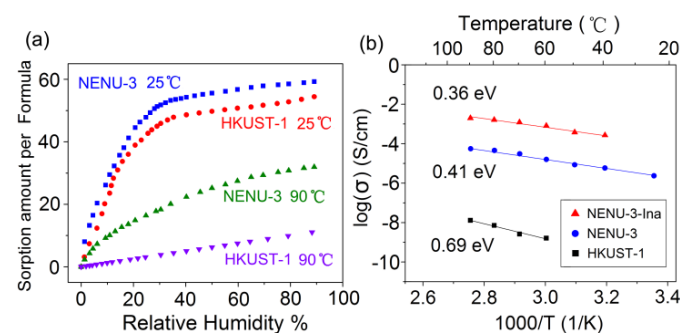 (a)
Sorption amount per Formula
60
40
20
0
NENU-3 25℃
HKUST-1 25℃
NENU-3 90℃
HKUST-1 90℃
0 20 40 60 80 100
Relative Humidity %
(b)
Temperature (℃)
100 80 60 40 20
log(σ) (S/cm)
0
-2
-4
-6
-8
-10
0.36 eV
0.41 eV
0.69 eV
NENU-3-Ina
NENU-3
HKUST-1
2.6 2.8 3.0 3.2 3.4
1000/T (1/K)